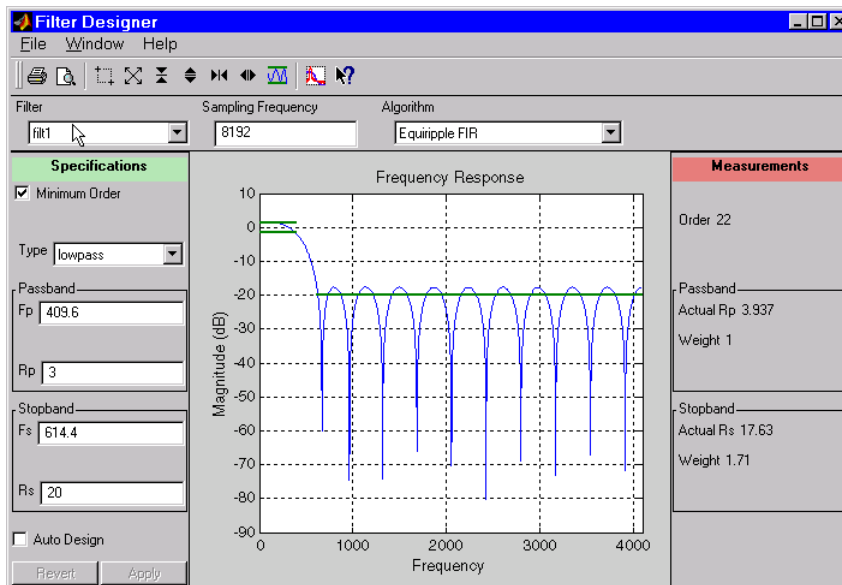 Filter Designer
File Window Help
Filter Sampling Frequency Algorithm
filt1 8192 Equiripple FIR
Specifications
Minimum Order
Type lowpass
Passband
Fp 409.6
Rp 3
Stopband
Fs 614.4
Rs 20
Auto Design
Revert Apply
Frequency Response
Magnitude (dB)
10
0
-10
-20
-30
-40
-50
-60
-70
-80
-90
0 1000 2000 3000 4000
Frequency
Measurements
Order 22
Passband
Actual Rp 3.937
Weight 1
Stopband
Actual Rs 17.63
Weight 1.71